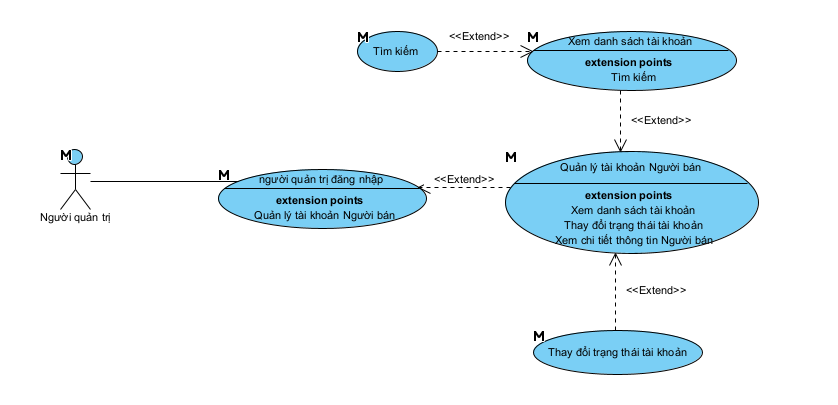 M
Tìm kiếm
<<Extend>>
M
Xem danh sách tài khoản
extension points
Tìm kiếm
<<Extend>>
M
Người quản trị
M
người quản trị đăng nhập
extension points
Quản lý tài khoản Người bán
<<Extend>>
M
Quản lý tài khoản Người bán
extension points
Xem danh sách tài khoản
Thay đổi trạng thái tài khoản
Xem chi tiết thông tin Người bán
<<Extend>>
M
Thay đổi trạng thái tài khoản